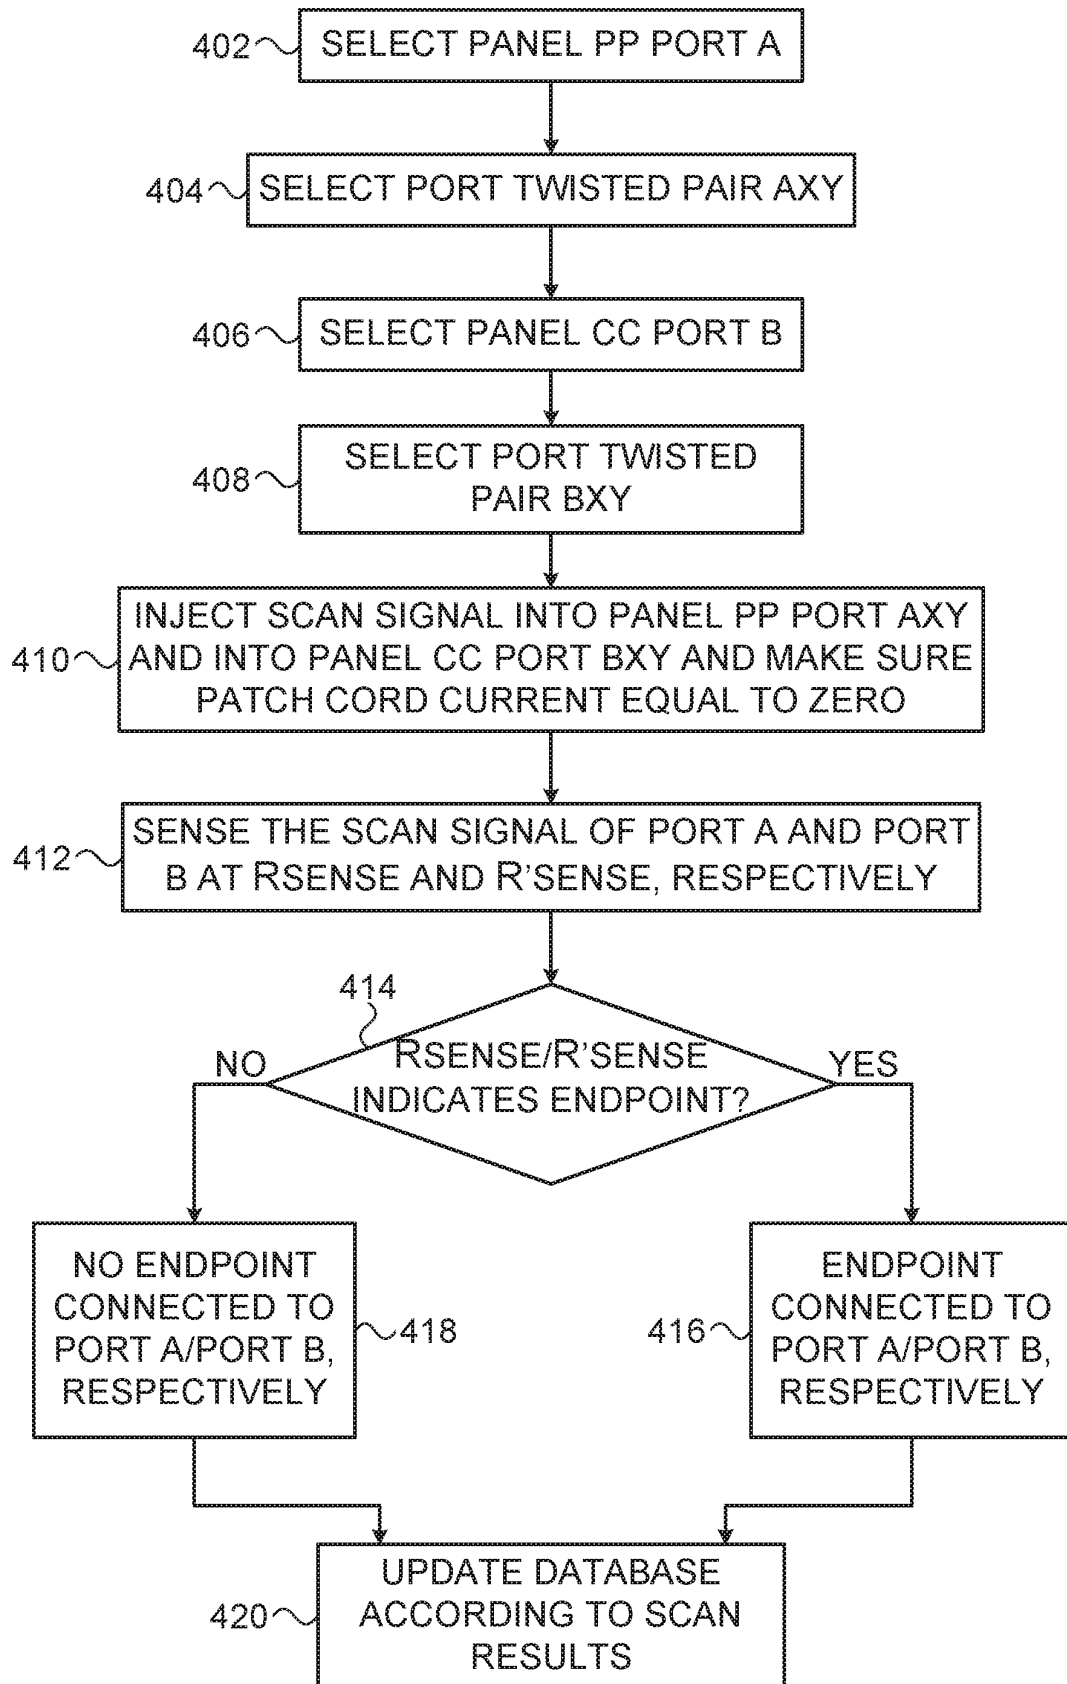 402
SELECT PANEL PP PORT A
404
SELECT PORT TWISTED PAIR AXY
406
SELECT PANEL CC PORT B
408
SELECT PORT TWISTED
PAIR BXY
410
INJECT SCAN SIGNAL INTO PANEL PP PORT AXY
AND INTO PANEL CC PORT BXY AND MAKE SURE
PATCH CORD CURRENT EQUAL TO ZERO
412
SENSE THE SCAN SIGNAL OF PORT A AND PORT
B AT RSENSE AND R'SENSE, RESPECTIVELY
414
RSENSE/R'SENSE
INDICATES ENDPOINT?
NO
YES
NO ENDPOINT
CONNECTED TO
PORT A/PORT B,
RESPECTIVELY
418
416
ENDPOINT
CONNECTED TO
PORT A/PORT B,
RESPECTIVELY
420
UPDATE DATABASE
ACCORDING TO SCAN
RESULTS